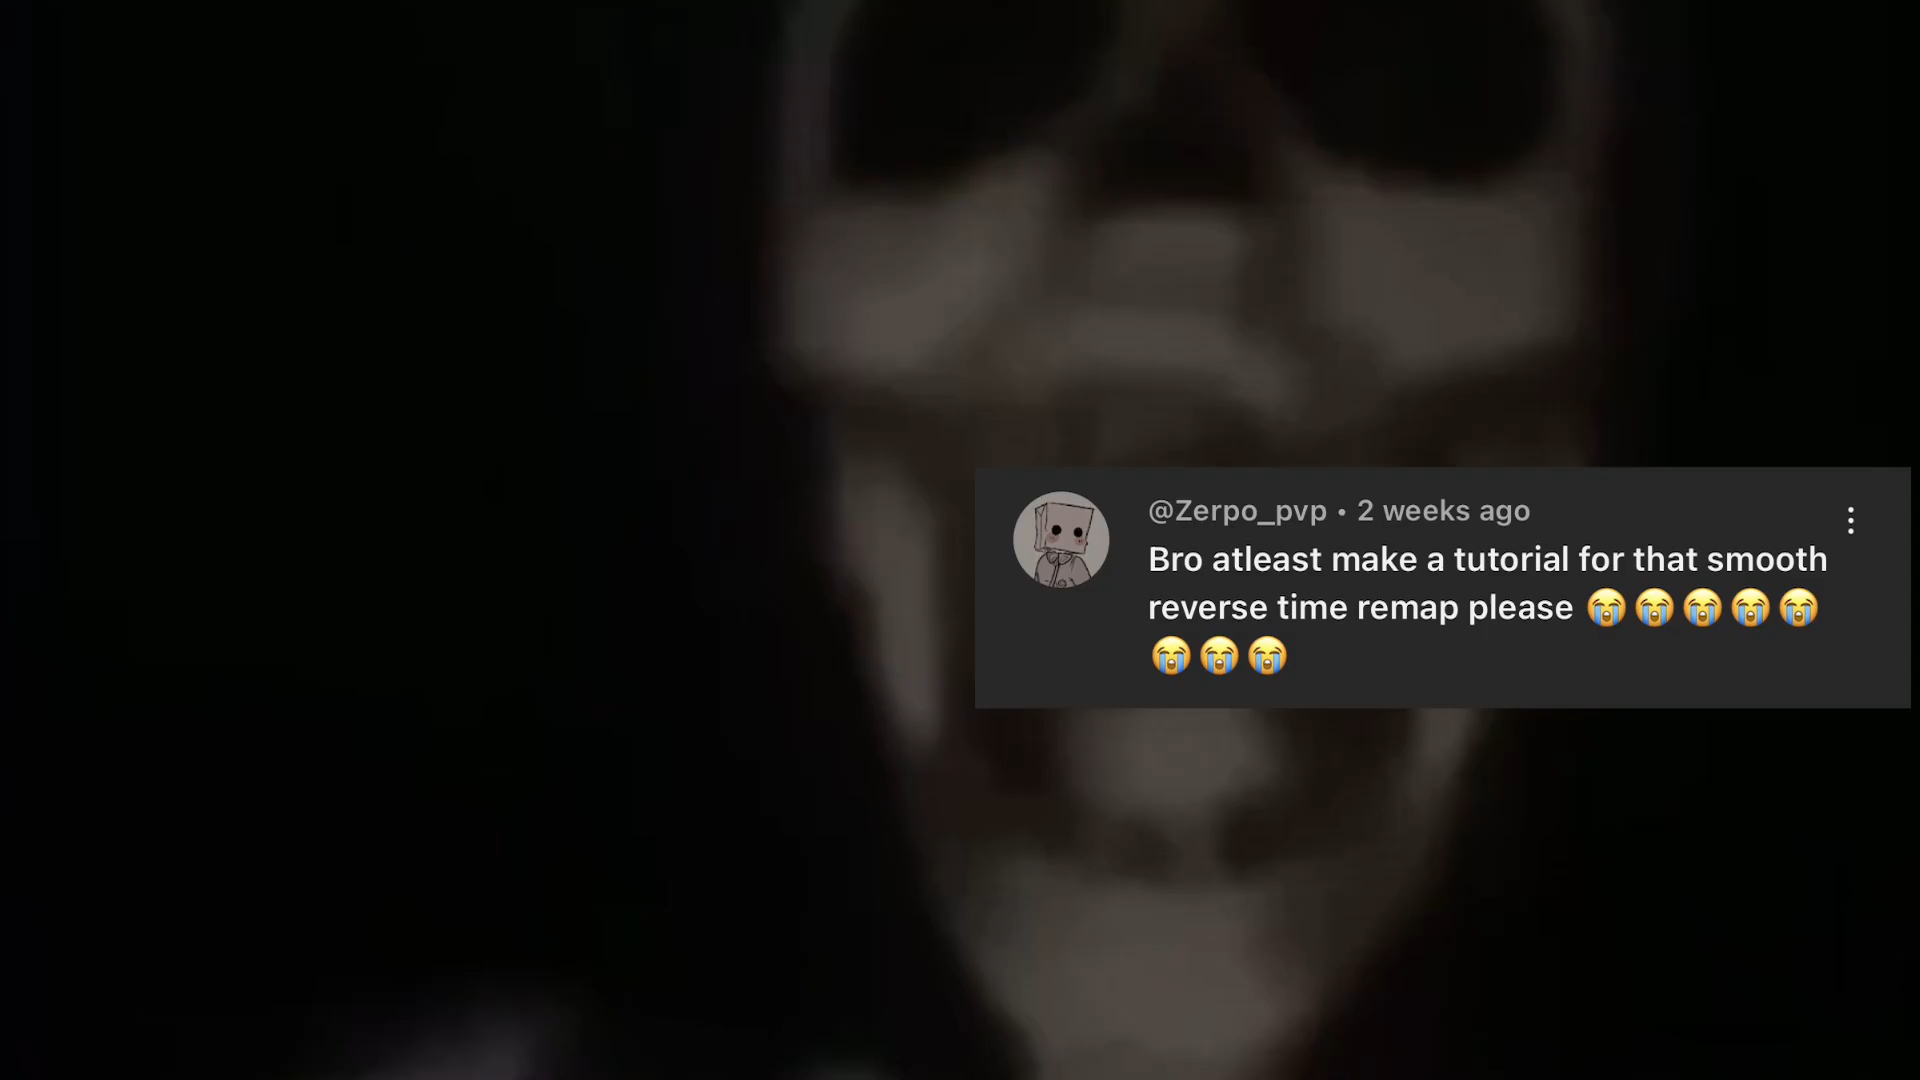 @Zerpo_pvp • 2 weeks ago
Bro atleast make a tutorial for that smooth
reverse time remap please 😭😭😭😭😭
😭😭😭